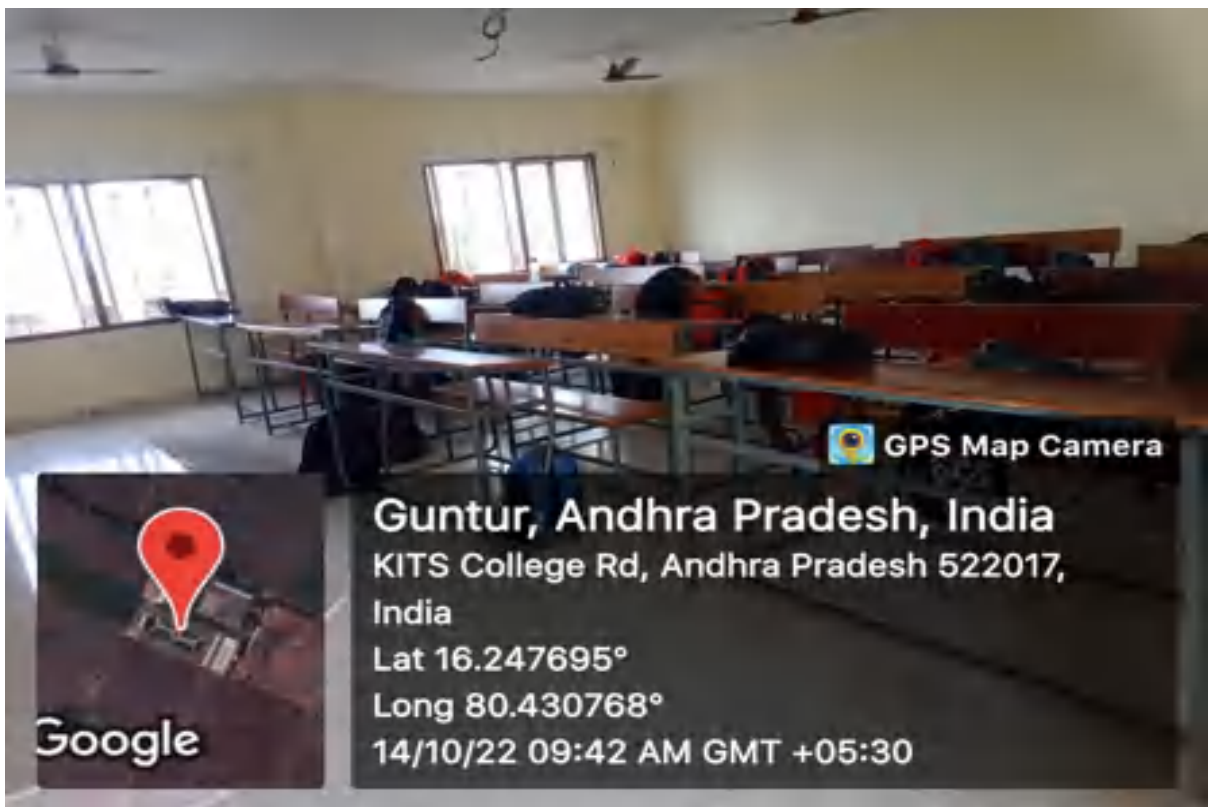 GPS Map Camera
Guntur, Andhra Pradesh, India
KITS College Rd, Andhra Pradesh 522017,
India
Lat 16.247695°
Long 80.430768°
14/10/22 09:42 AM GMT +05:30
Google